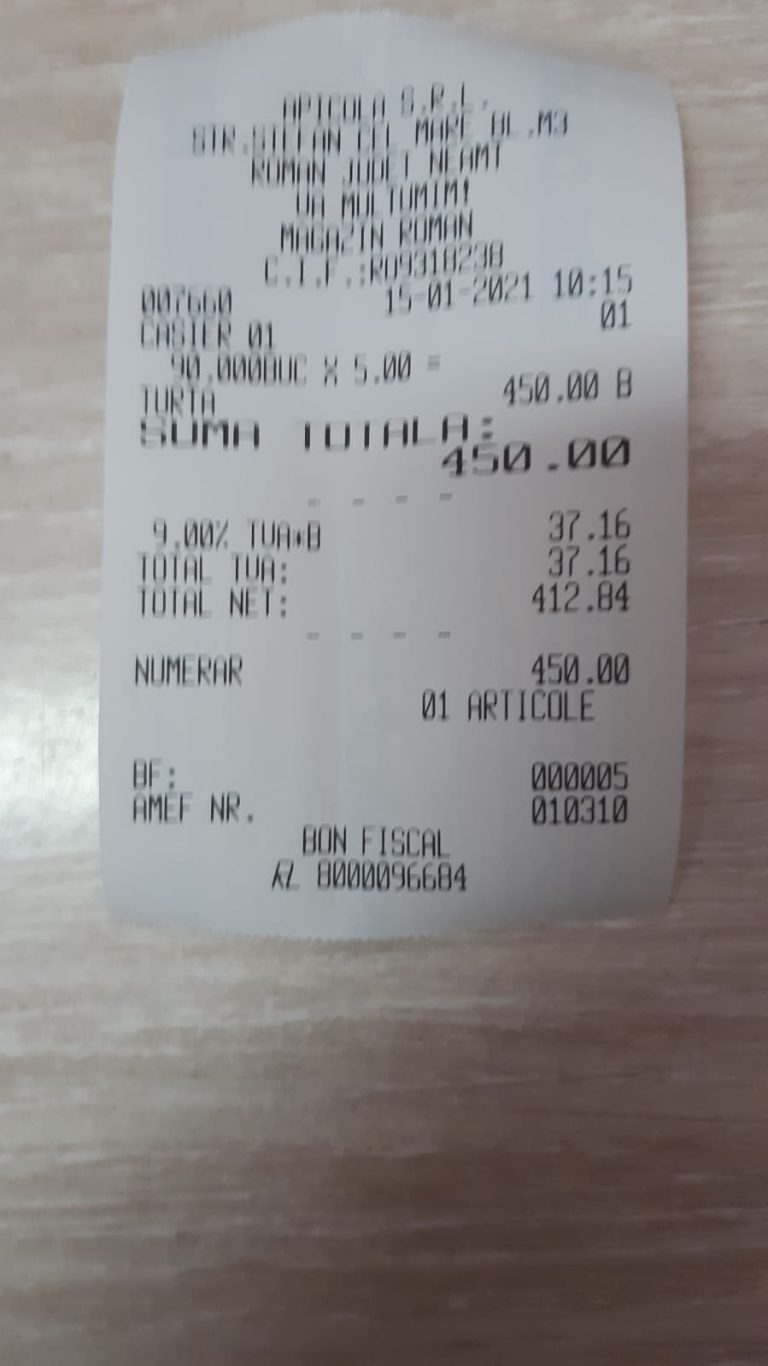 APICOLA S.R.L.
STR.STEFAN CEL MARE BL.M3
ROMAN JUDET NEAMT
VA MULTUMIM!
MAGAZIN ROMAN
C.I.F.:RO9318238
007660 15-01-2021 10:15
CASIER 01 01
90.000BUC X 5.00 =
TURTA 450.00 B
SUMA TOTALA:
450.00
- - - -
9.00% TVA*B 37.16
TOTAL TVA: 37.16
TOTAL NET: 412.84
- - - -
NUMERAR 450.00
01 ARTICOLE
BF: 000005
AMEF NR. 010310
BON FISCAL
8000096684